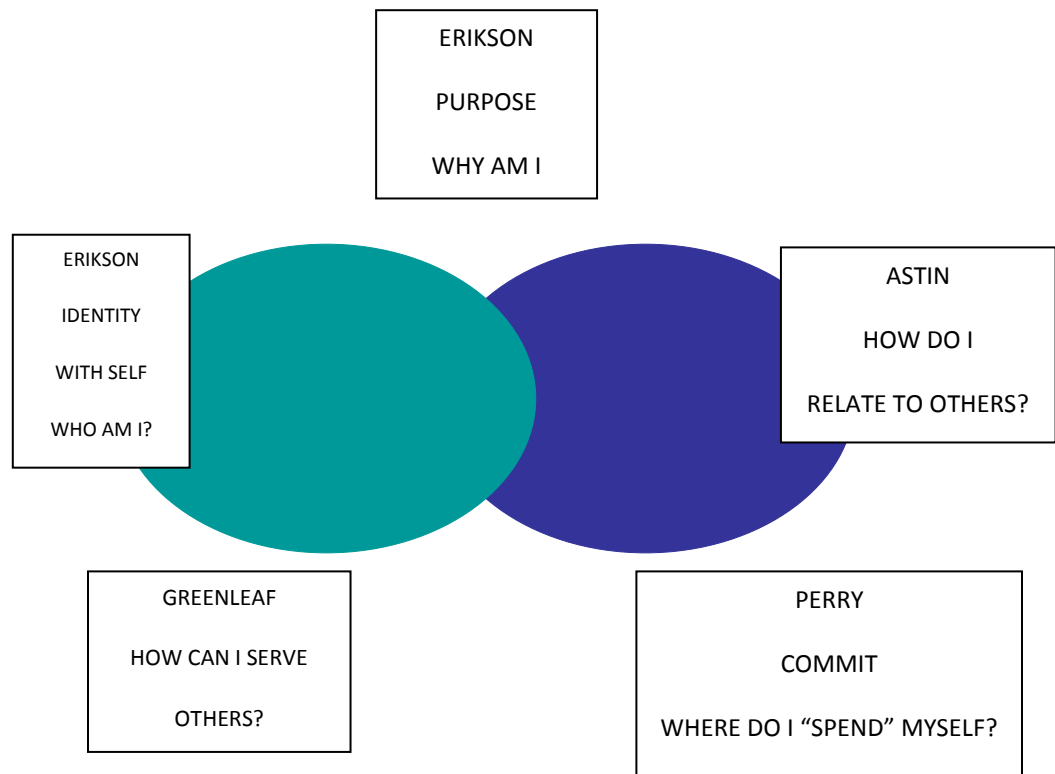 ERIKSON
PURPOSE
WHY AM I
ERIKSON
IDENTITY
WITH SELF
WHO AM I?
ASTIN
HOW DO I
RELATE TO OTHERS?
GREENLEAF
HOW CAN I SERVE
OTHERS?
PERRY
COMMIT
WHERE DO I “SPEND” MYSELF?